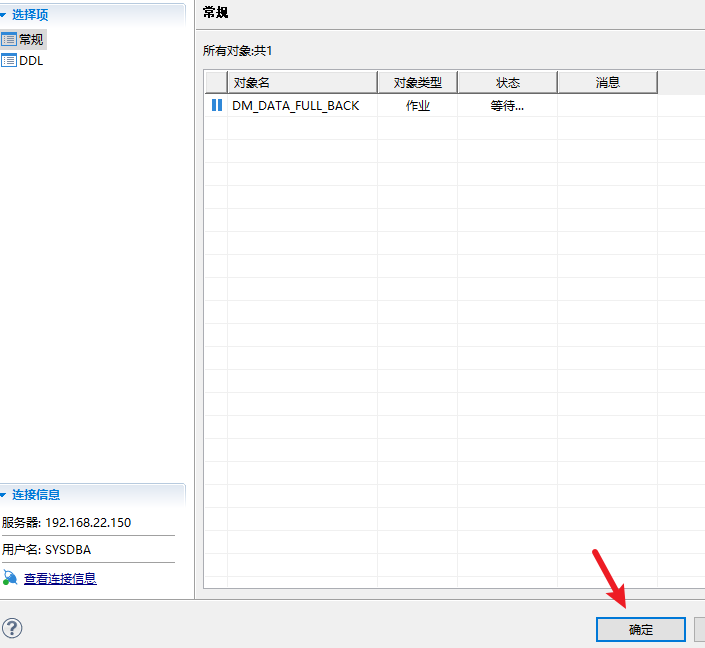 选择项
常规
DDL
常规
所有对象:共1
对象名 对象类型 状态 消息
DM_DATA_FULL_BACK 作业 等待...
连接信息
服务器: 192.168.22.150
用户名: SYSDBA
查看连接信息
确定